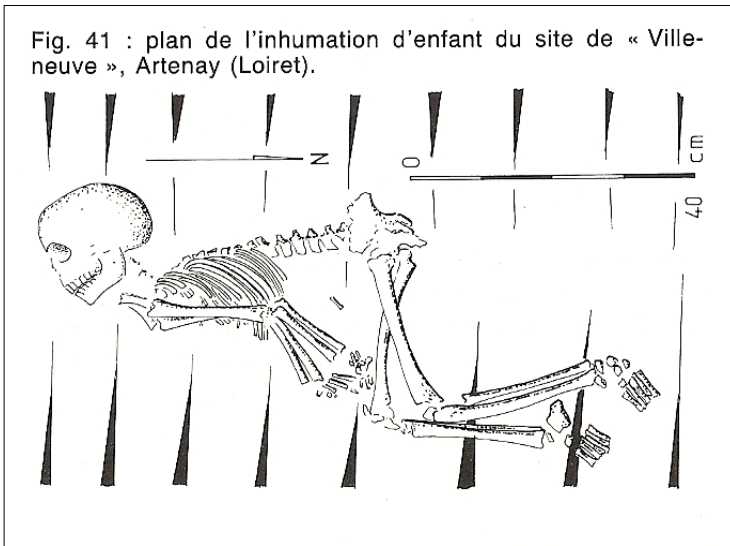 Fig. 41 : plan de l'inhumation d'enfant du site de « Ville-
neuve », Artenay (Loiret).
N
0
40
cm